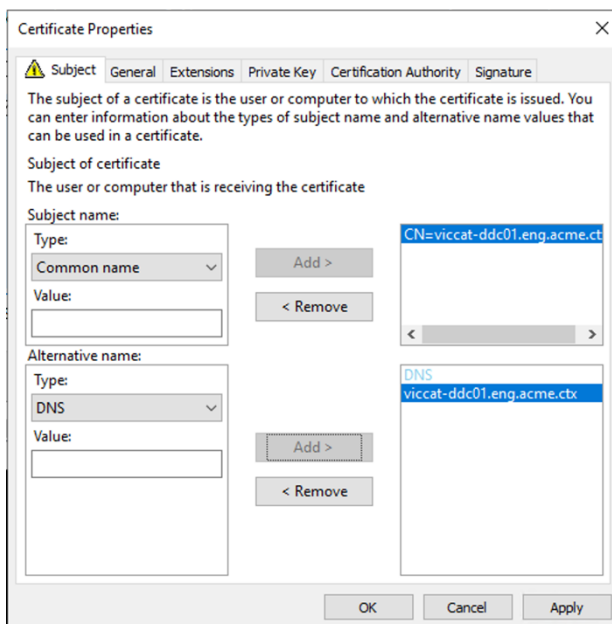 Certificate Properties
Subject General Extensions Private Key Certification Authority Signature
The subject of a certificate is the user or computer to which the certificate is issued. You
can enter information about the types of subject name and alternative name values that
can be used in a certificate.
Subject of certificate
The user or computer that is receiving the certificate
Subject name:
Type:
Common name
Value:
Add >
< Remove
CN=viccat-ddc01.eng.acme.ct
Alternative name:
Type:
DNS
Value:
Add >
< Remove
DNS
viccat-ddc01.eng.acme.ctx
OK Cancel Apply